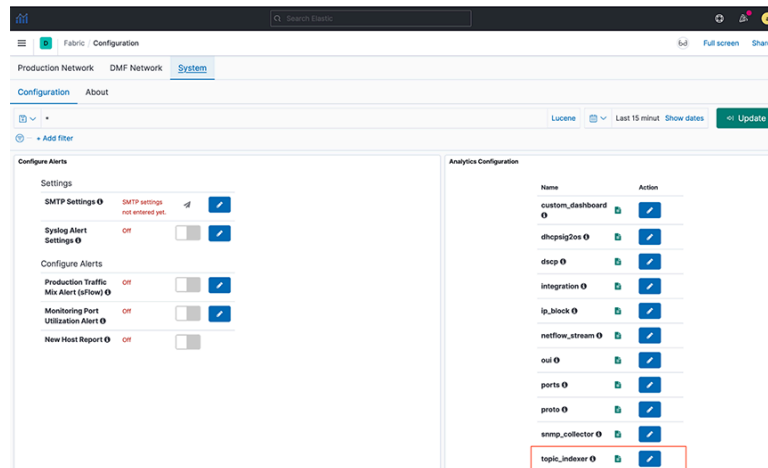 Search Elastic
D
Fabric / Configuration
Full screen
Share
Production Network
DMF Network
System
Configuration
About
*
Lucene
Last 15 minut
Show dates
Update
+ Add filter
Configure Alerts
Settings
SMTP Settings
SMTP settings
not entered yet.
Syslog Alert
Settings
Off
Configure Alerts
Production Traffic
Mix Alert (sFlow)
Off
Monitoring Port
Utilization Alert
Off
New Host Report
Off
Analytics Configuration
Name
Action
custom_dashboard
dhcpsig2os
dscp
integration
ip_block
netflow_stream
oui
ports
proto
snmp_collector
topic_indexer